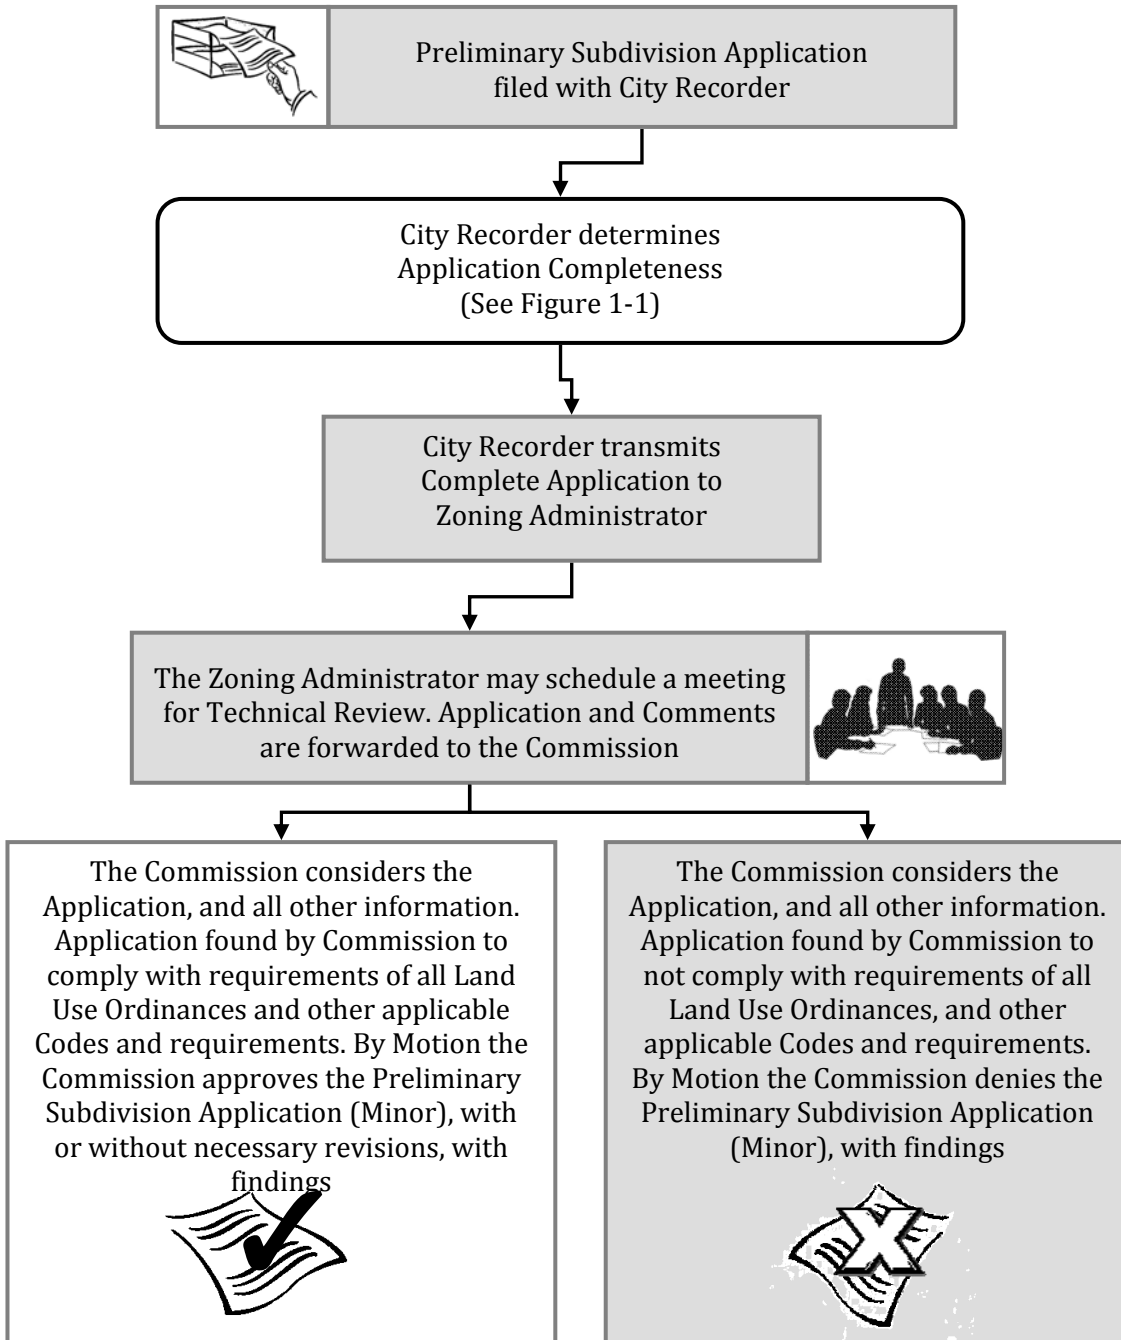 Preliminary Subdivision Application
filed with City Recorder
City Recorder determines
Application Completeness
(See Figure 1-1)
City Recorder transmits
Complete Application to
Zoning Administrator
The Zoning Administrator may schedule a meeting
for Technical Review. Application and Comments
are forwarded to the Commission
The Commission considers the
Application, and all other information.
Application found by Commission to
comply with requirements of all Land
Use Ordinances and other applicable
Codes and requirements. By Motion the
Commission approves the Preliminary
Subdivision Application (Minor), with
or without necessary revisions, with
findings
The Commission considers the
Application, and all other information.
Application found by Commission to
not comply with requirements of all
Land Use Ordinances, and other
applicable Codes and requirements.
By Motion the Commission denies the
Preliminary Subdivision Application
(Minor), with findings